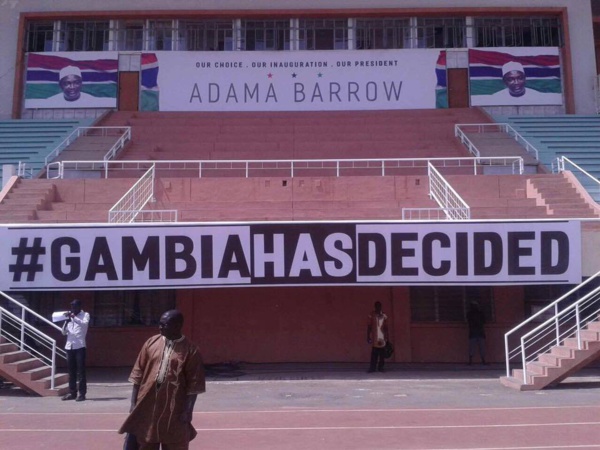 OUR CHOICE . OUR INAUGURATION . OUR PRESIDENT
ADAMA BARROW
#GAMBIAHASDECIDED